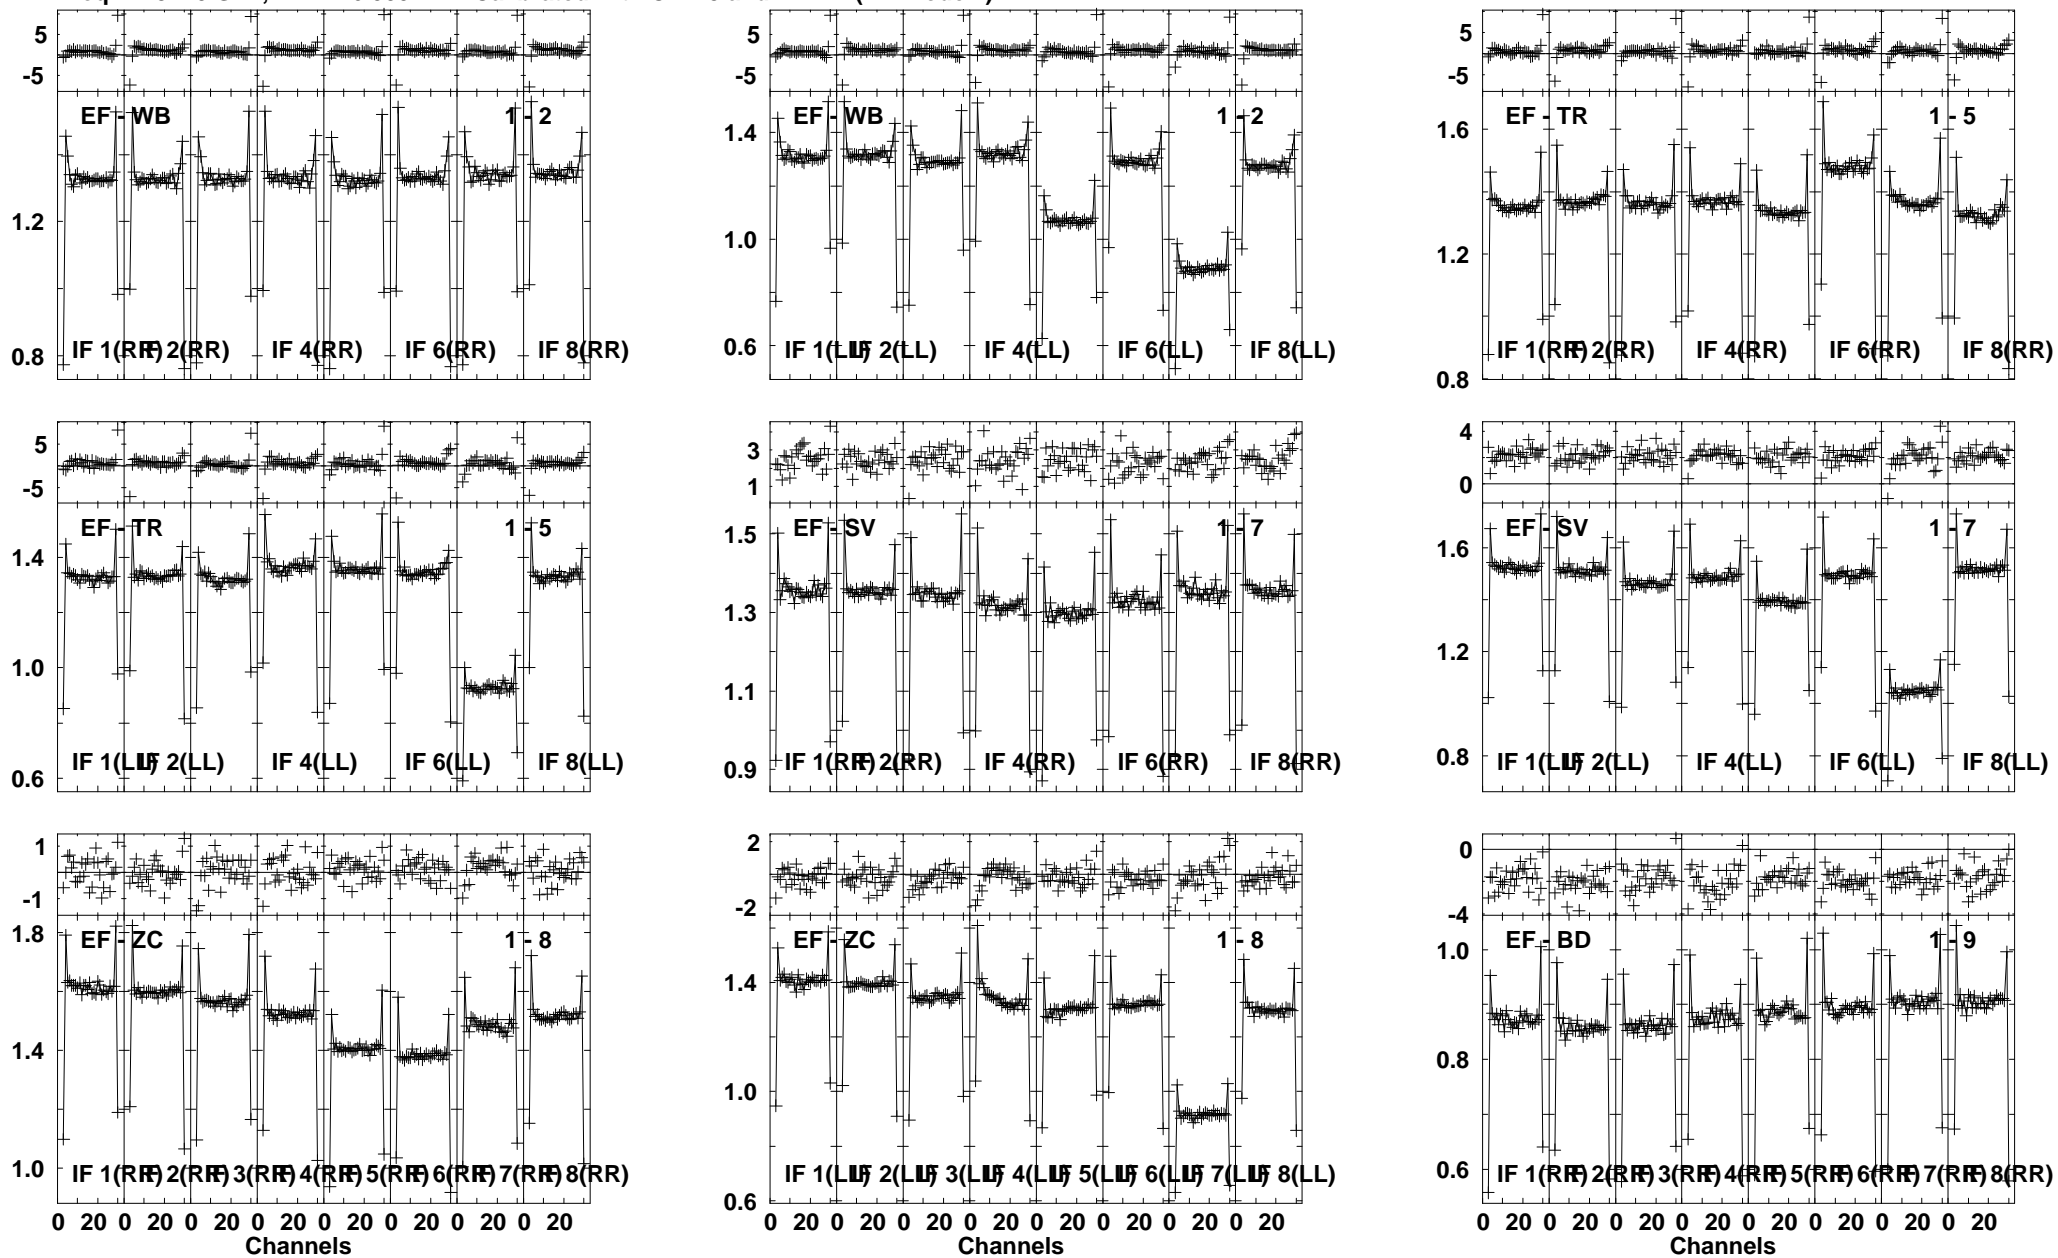 5
-5
EF - WB 1 - 2
1.2
0.8
IF 1(RR) IF 2(RR) IF 4(RR) IF 6(RR) IF 8(RR)
5
-5
EF - WB 1 - 2
1.4
1.0
0.6
IF 1(LL) IF 2(LL) IF 4(LL) IF 6(LL) IF 8(LL)
5
-5
EF - TR 1 - 5
1.6
1.2
0.8
IF 1(RR) IF 2(RR) IF 4(RR) IF 6(RR) IF 8(RR)
5
-5
EF - TR 1 - 5
1.4
1.0
0.6
IF 1(LL) IF 2(LL) IF 4(LL) IF 6(LL) IF 8(LL)
3
1
EF - SV 1 - 7
1.5
1.3
1.1
0.9
IF 1(RR) IF 2(RR) IF 4(RR) IF 6(RR) IF 8(RR)
4
0
EF - SV 1 - 7
1.6
1.2
0.8
IF 1(LL) IF 2(LL) IF 4(LL) IF 6(LL) IF 8(LL)
1
-1
1.8
EF - ZC 1 - 8
1.4
1.0
IF 1(RR) IF 2(RR) IF 3(RR) IF 4(RR) IF 5(RR) IF 6(RR) IF 7(RR) IF 8(RR)
0 20 0 20 0 20 0 20 0 20 0 20 0 20 0 20
Channels
2
-2
EF - ZC 1 - 8
1.4
1.0
0.6
IF 1(LL) IF 2(LL) IF 3(LL) IF 4(LL) IF 5(LL) IF 6(LL) IF 7(LL) IF 8(LL)
0 20 0 20 0 20 0 20 0 20 0 20 0 20 0 20
Channels
0
-4
EF - BD 1 - 9
1.0
0.8
0.6
IF 1(RR) IF 2(RR) IF 3(RR) IF 4(RR) IF 5(RR) IF 6(RR) IF 7(RR) IF 8(RR)
0 20 0 20 0 20 0 20 0 20 0 20 0 20 0 20
Channels